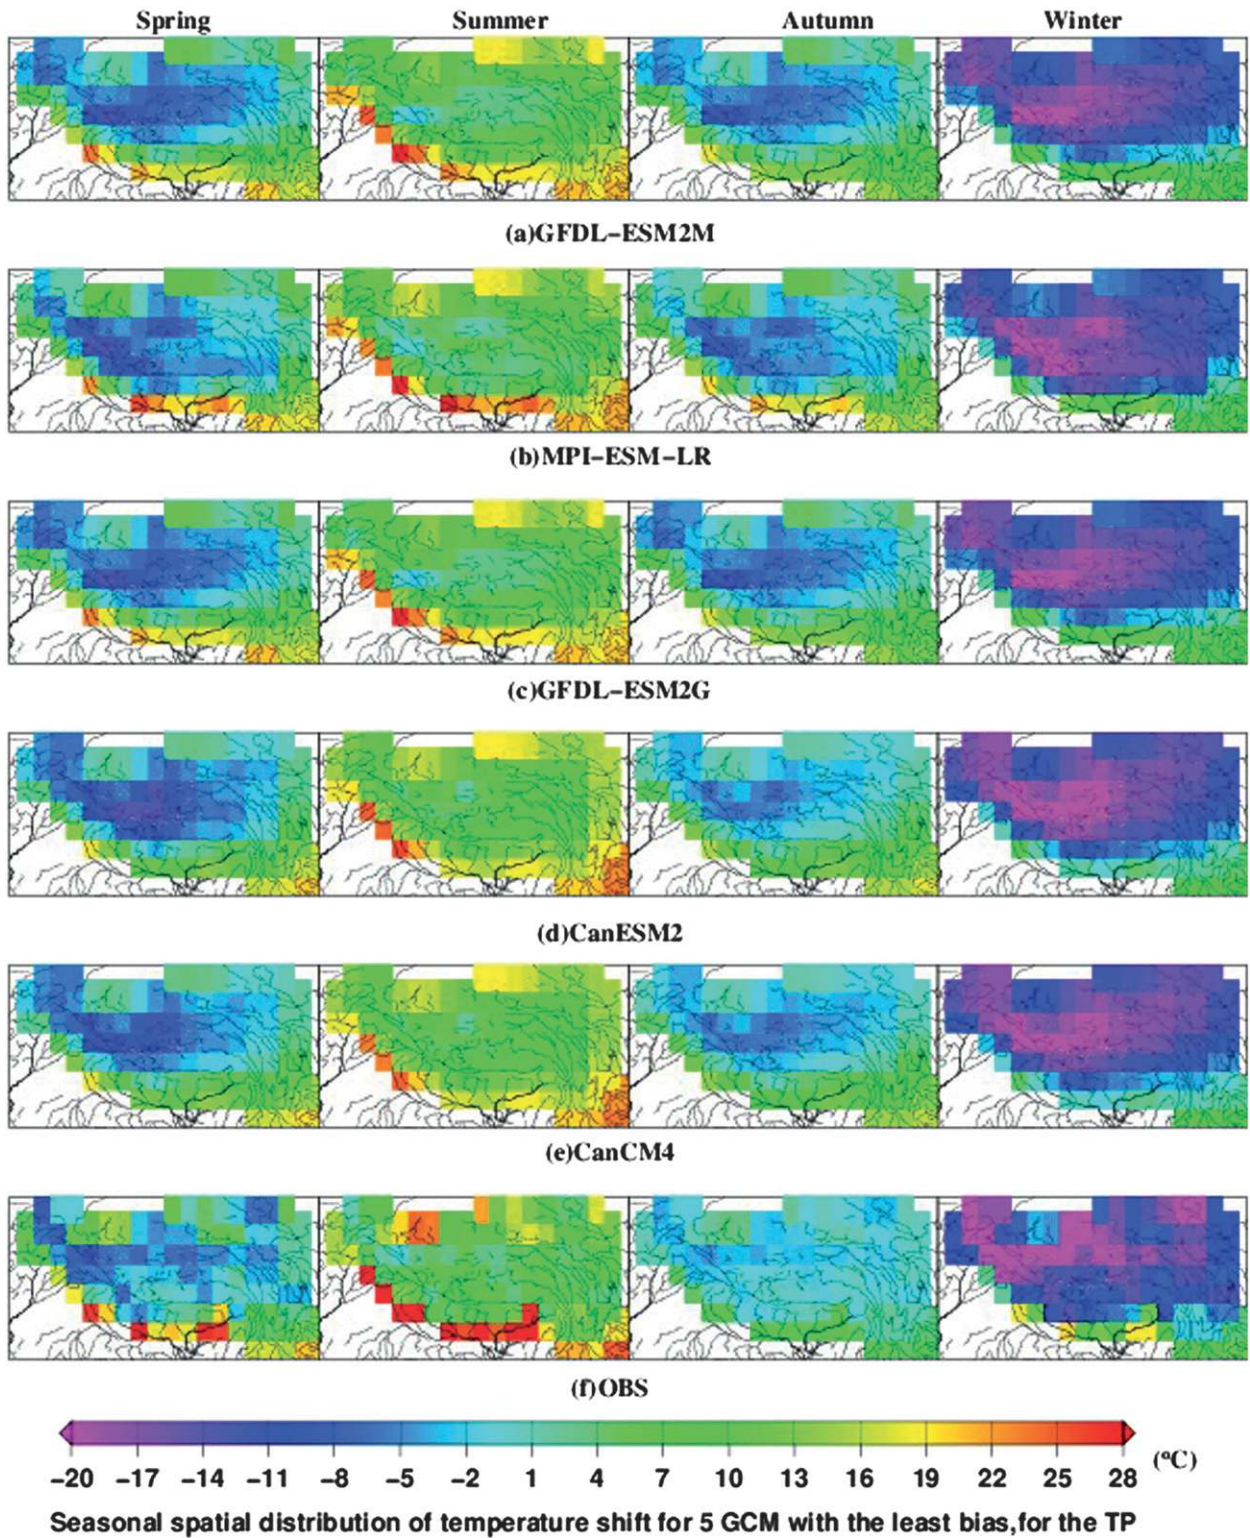 Spring Summer Autumn Winter
(a)GFDL−ESM2M
(b)MPI−ESM−LR
(c)GFDL−ESM2G
(d)CanESM2
(e)CanCM4
(f)OBS
−20 −17 −14 −11 −8 −5 −2 1 4 7 10 13 16 19 22 25 28 (°C)
Seasonal spatial distribution of temperature shift for 5 GCM with the least bias,for the TP